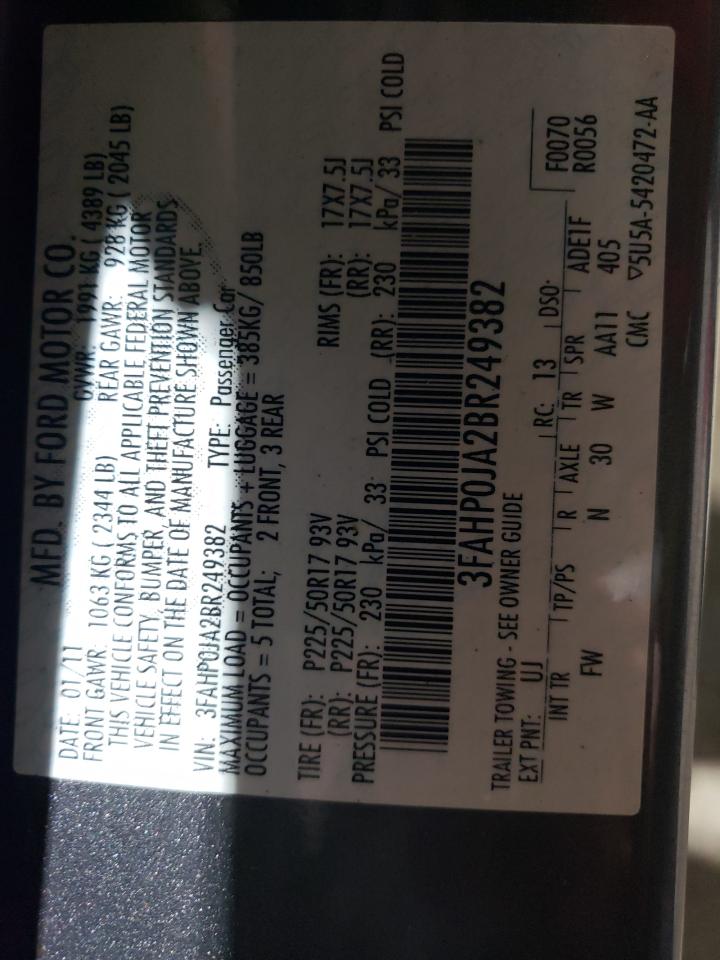 MFD. BY FORD MOTOR CO.
DATE: 01/11 GVWR: 1991 KG ( 4389 LB)
FRONT GAWR: 1063 KG ( 2344 LB) REAR GAWR: 928 KG ( 2045 LB)
THIS VEHICLE CONFORMS TO ALL APPLICABLE FEDERAL MOTOR
VEHICLE SAFETY, BUMPER, AND THEFT PREVENTION STANDARDS
IN EFFECT ON THE DATE OF MANUFACTURE SHOWN ABOVE.
VIN: 3FAHP0JA2BR249382 TYPE: Passenger Car
MAXIMUM LOAD = OCCUPANTS + LUGGAGE = 385KG/ 850LB
OCCUPANTS = 5 TOTAL; 2 FRONT, 3 REAR
TIRE (FR): P225/50R17 93V RIMS (FR): 17X7.5J
(RR): P225/50R17 93V (RR): 17X7.5J
PRESSURE (FR): 230 kPa/ 33 PSI COLD (RR): 230 kPa/ 33 PSI COLD
3FAHP0JA2BR249382
TRAILER TOWING - SEE OWNER GUIDE
EXT PNT: UJ RC: 13 DSO: F0070
R0056
INT TR TP/PS R AXLE TR SPR ADE1F
FW N 30 W AA11 405
CMC ▽5U5A-5420472-AA